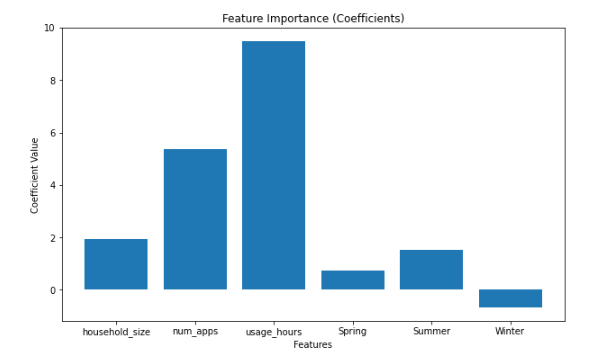 Feature Importance (Coefficients)
10
8
6
4
2
0
Coefficient Value
household_size num_apps usage_hours Spring Summer Winter
Features